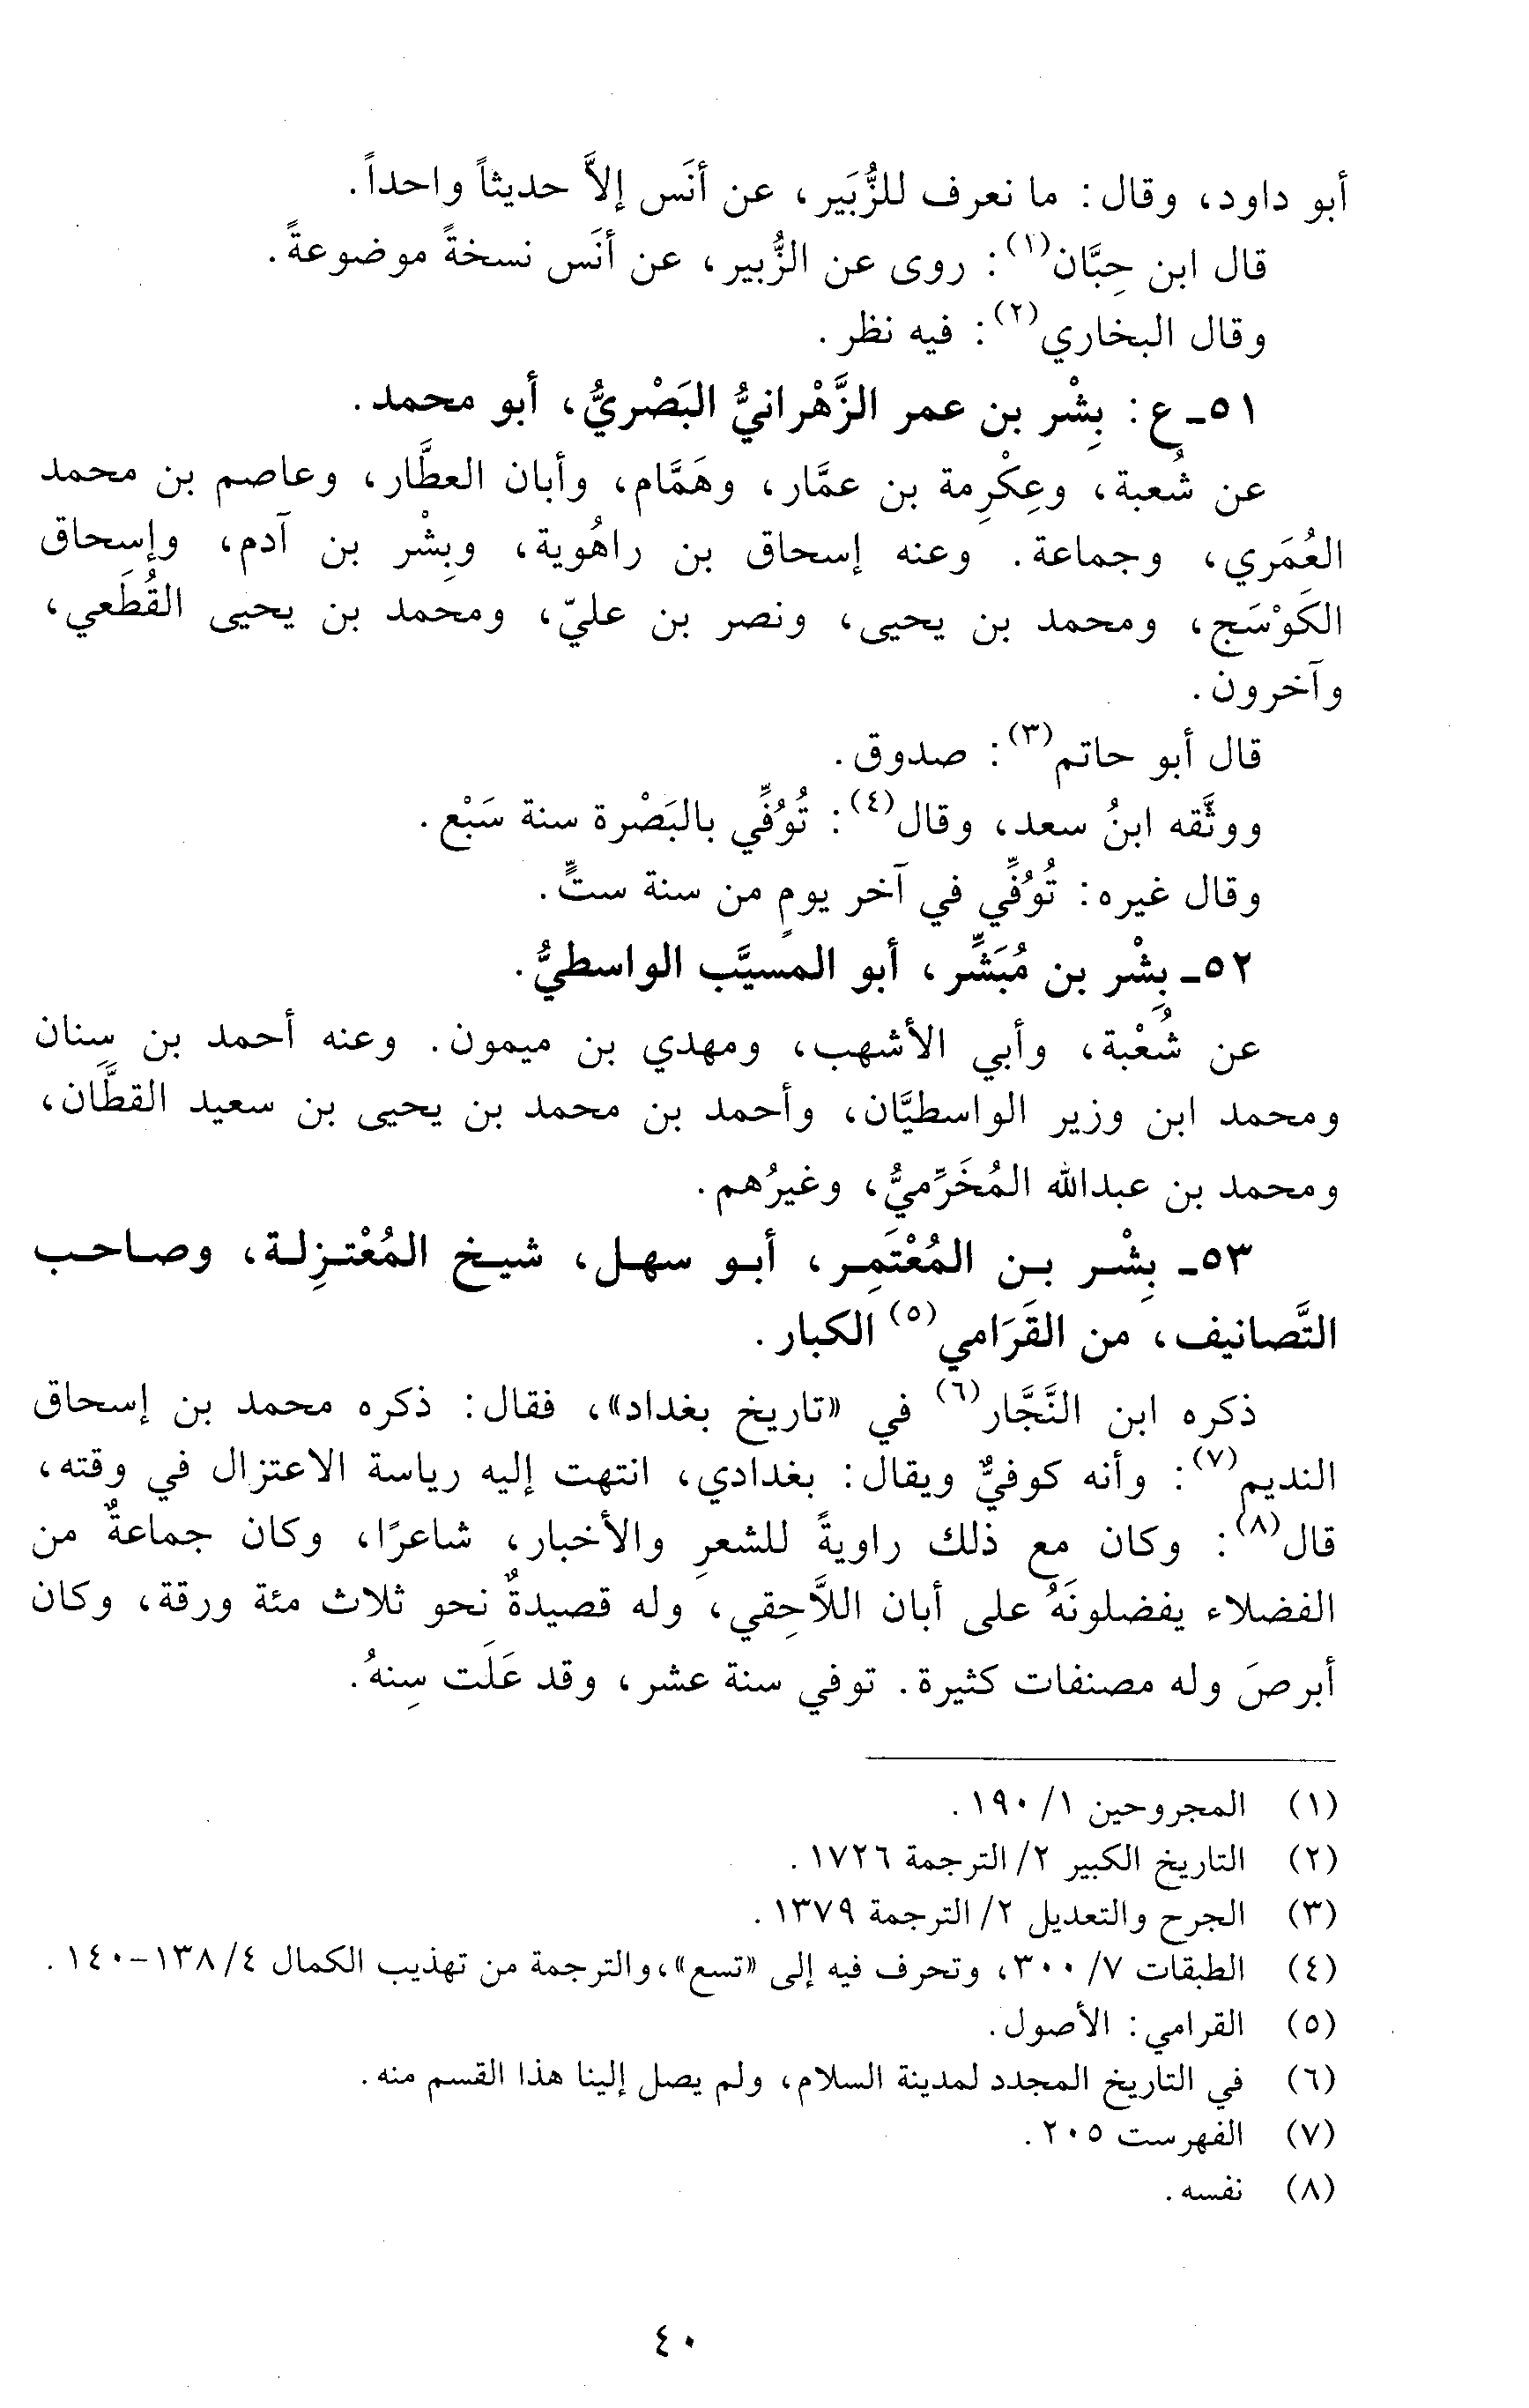 أبو داود، وقال: ما نعرف للزُّبَير، عن أنَس إلاَّ حديثاً واحداً.
قال ابن حِبَّان(١): روى عن الزُّبير، عن أنَس نسخةً موضوعةً.
وقال البخاري(٢): فيه نظر.
٥١ـ ع: بِشْر بن عمر الزَّهْرانيُّ البَصْريُّ، أبو محمد.
عن شُعبة، وعِكْرِمة بن عمَّار، وهَمَّام، وأبان العطَّار، وعاصم بن محمد
العُمَري، وجماعة. وعنه إسحاق بن راهُوية، وبِشْر بن آدم، وإسحاق
الكَوْسَج، ومحمد بن يحيى، ونصر بن عليّ، ومحمد بن يحيى القُطَعي،
وآخرون.
قال أبو حاتم(٣): صدوق.
ووثَّقه ابنُ سعد، وقال(٤): تُوُفِّي بالبَصْرة سنة سَبْع.
وقال غيره: تُوُفِّي في آخر يومٍ من سنة ستٍّ.
٥٢ـ بِشْر بن مُبَشِّر، أبو المسيَّب الواسطيُّ.
عن شُعْبة، وأبي الأشهب، ومهدي بن ميمون. وعنه أحمد بن سِنان
ومحمد ابن وزير الواسطيَّان، وأحمد بن محمد بن يحيى بن سعيد القطَّان،
ومحمد بن عبدالله المُخَرِّميُّ، وغيرُهم.
٥٣ـ بِشْر بن المُعْتَمِر، أبو سهل، شيخ المُعْتزِلة، وصاحب
التَّصانيف، من القَرَامي(٥) الكبار.
ذكره ابن النَّجَّار(٦) في «تاريخ بغداد»، فقال: ذكره محمد بن إسحاق
النديم(٧): وأنه كوفيٌّ ويقال: بغدادي، انتهت إليه رياسة الاعتزال في وقته،
قال(٨): وكان مع ذلك راويةً للشعرِ والأخبار، شاعرًا، وكان جماعةٌ من
الفضلاء يفضلونَهُ على أبان اللاَّحِقي، وله قصيدةٌ نحو ثلاث مئة ورقة، وكان
أبرصَ وله مصنفات كثيرة. توفي سنة عشر، وقد عَلَت سِنهُ.
(١) المجروحين ١/ ١٩٠.
(٢) التاريخ الكبير ٢/ الترجمة ١٧٢٦.
(٣) الجرح والتعديل ٢/ الترجمة ١٣٧٩.
(٤) الطبقات ٧/ ٣٠٠، وتحرف فيه إلى «تسع»،والترجمة من تهذيب الكمال ٤/ ١٣٨-١٤٠.
(٥) القرامي: الأصول.
(٦) في التاريخ المجدد لمدينة السلام، ولم يصل إلينا هذا القسم منه.
(٧) الفهرست ٢٠٥.
(٨) نفسه.
٤٠